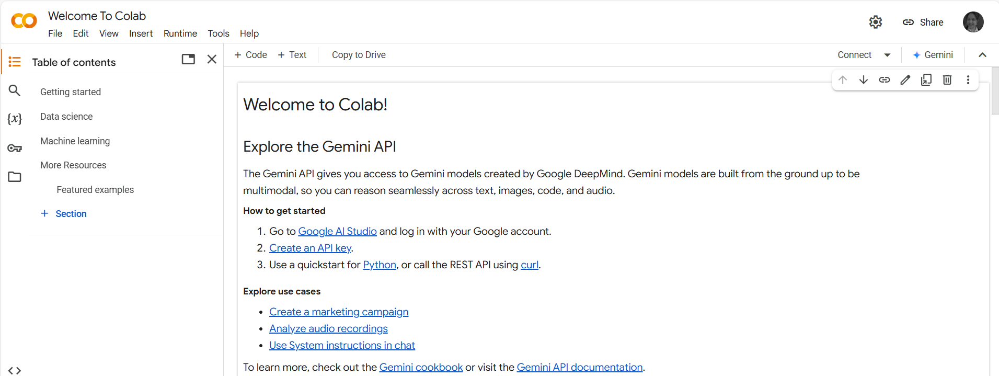 Welcome To Colab
File Edit View Insert Runtime Tools Help
Share
Table of contents
+ Code + Text Copy to Drive
Connect Gemini
Getting started
Data science
{x}
Machine learning
More Resources
Featured examples
+ Section
Welcome to Colab!
Explore the Gemini API
The Gemini API gives you access to Gemini models created by Google DeepMind. Gemini models are built from the ground up to be
multimodal, so you can reason seamlessly across text, images, code, and audio.
How to get started
1. Go to Google AI Studio and log in with your Google account.
2. Create an API key.
3. Use a quickstart for Python, or call the REST API using curl.
Explore use cases
• Create a marketing campaign
• Analyze audio recordings
• Use System instructions in chat
To learn more, check out the Gemini cookbook or visit the Gemini API documentation.